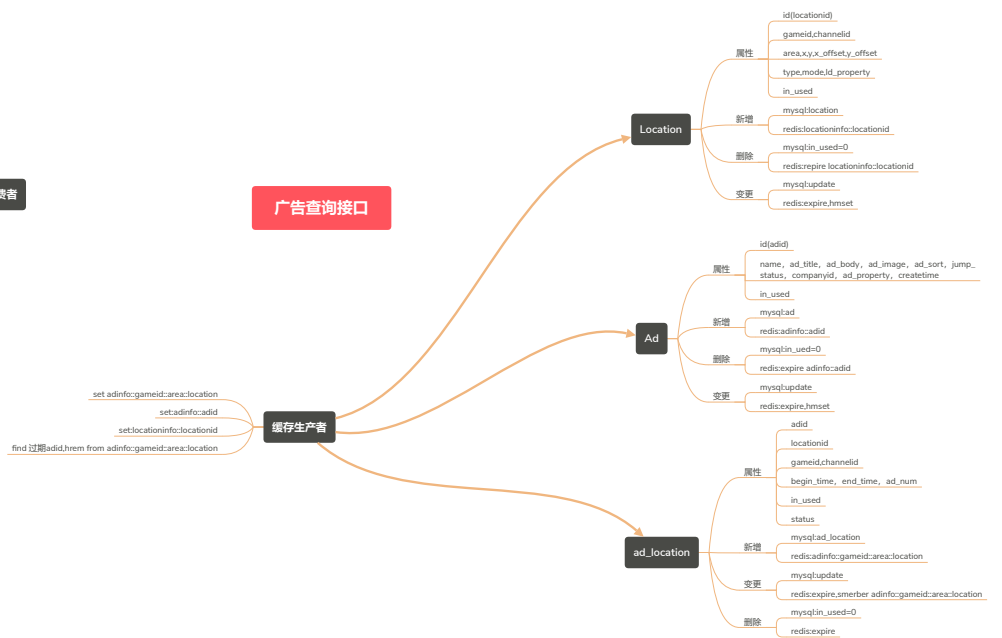 费者
广告查询接口
缓存生产者
set adinfo::gameid::area::location
set:adinfo::adid
set:locationinfo::locationid
find 过期adid,hrem from adinfo::gameid::area::location
Location
属性
id(locationid)
gameid,channelid
area,x,y,x_offset,y_offset
type,mode,ld_property
in_used
新增
mysql:location
redis:locationinfo::locationid
删除
mysql:in_used=0
redis:repire locationinfo::locationid
变更
mysql:update
redis:expire,hmset
Ad
属性
id(adid)
name，ad_title，ad_body，ad_image，ad_sort，jump_
status，companyid，ad_property，createtime
in_used
新增
mysql:ad
redis:adinfo::adid
删除
mysql:in_ued=0
redis:expire adinfo::adid
变更
mysql:update
redis:expire,hmset
ad_location
属性
adid
locationid
gameid,channelid
begin_time，end_time，ad_num
in_used
status
新增
mysql:ad_location
redis:adinfo::gameid::area::location
变更
mysql:update
redis:expire,smerber adinfo::gameid::area::location
删除
mysql:in_used=0
redis:expire